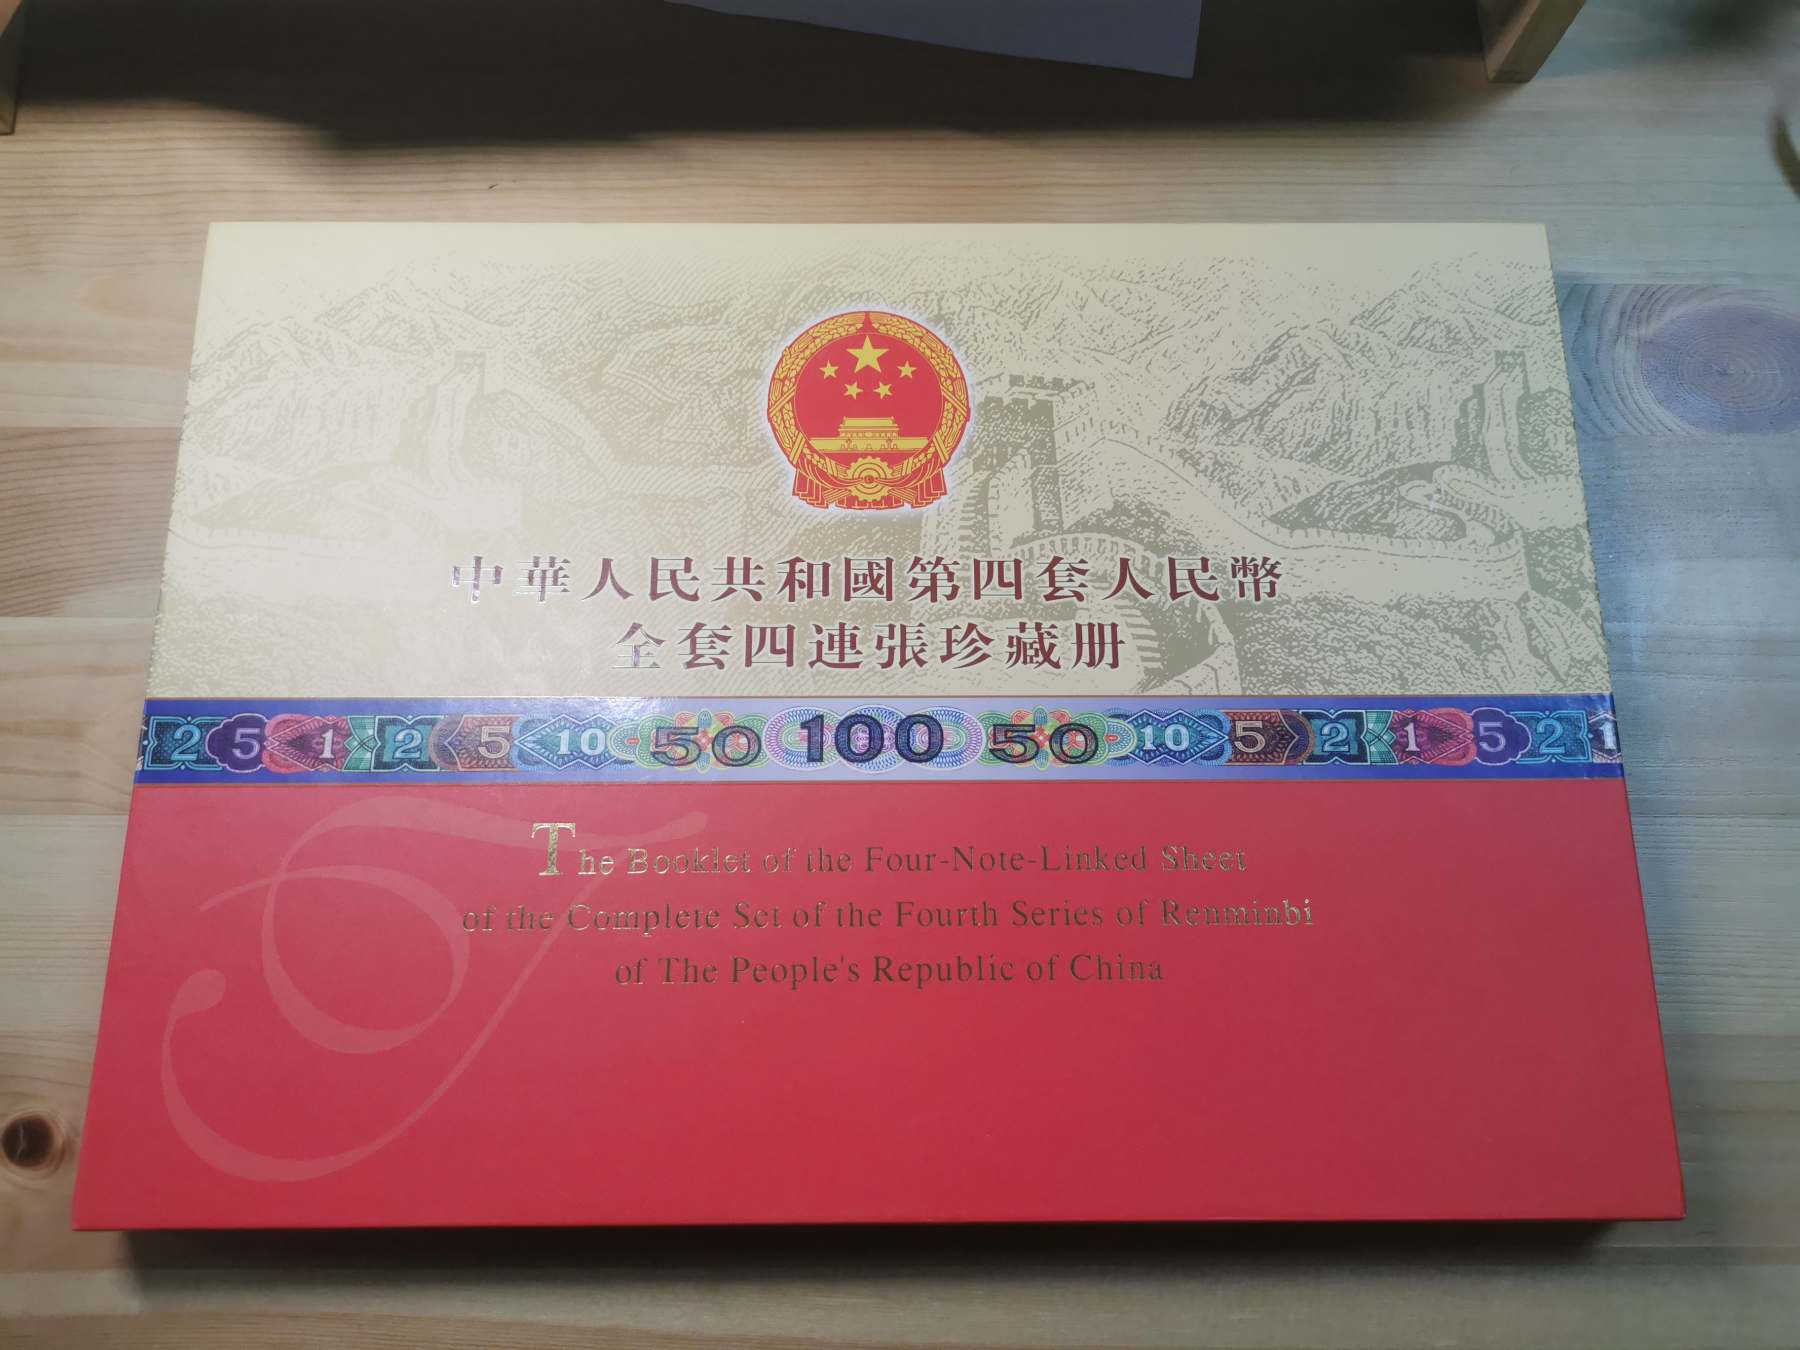 中華人民共和國第四套人民幣
全套四連張珍藏册
2 5 1 2 5 10 50 100 50 10 5 2 1 5 2 1
The Booklet of the Four-Note-Linked Sheet
of the Complete Set of the Fourth Series of Renminbi
of The People's Republic of China